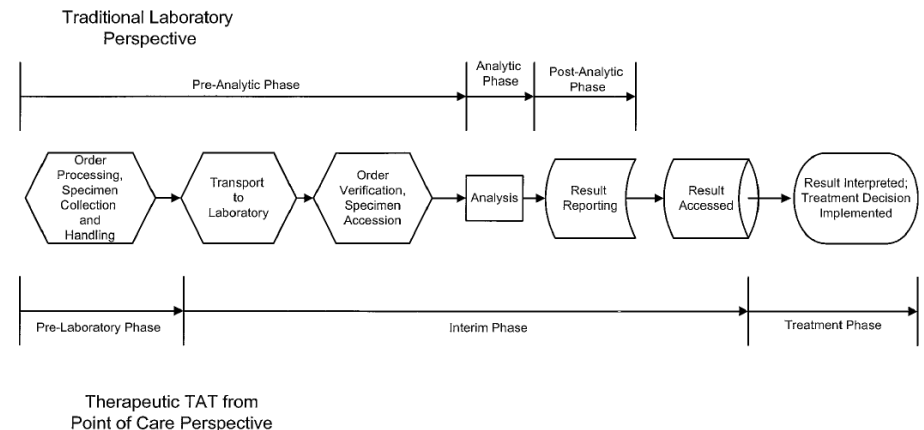 Traditional Laboratory
Perspective
Pre-Analytic Phase
Analytic
Phase
Post-Analytic
Phase
Order
Processing,
Specimen
Collection
and
Handling
Transport
to
Laboratory
Order
Verification,
Specimen
Accession
Analysis
Result
Reporting
Result
Accessed
Result Interpreted;
Treatment Decision
Implemented
Pre-Laboratory Phase
Interim Phase
Treatment Phase
Therapeutic TAT from
Point of Care Perspective